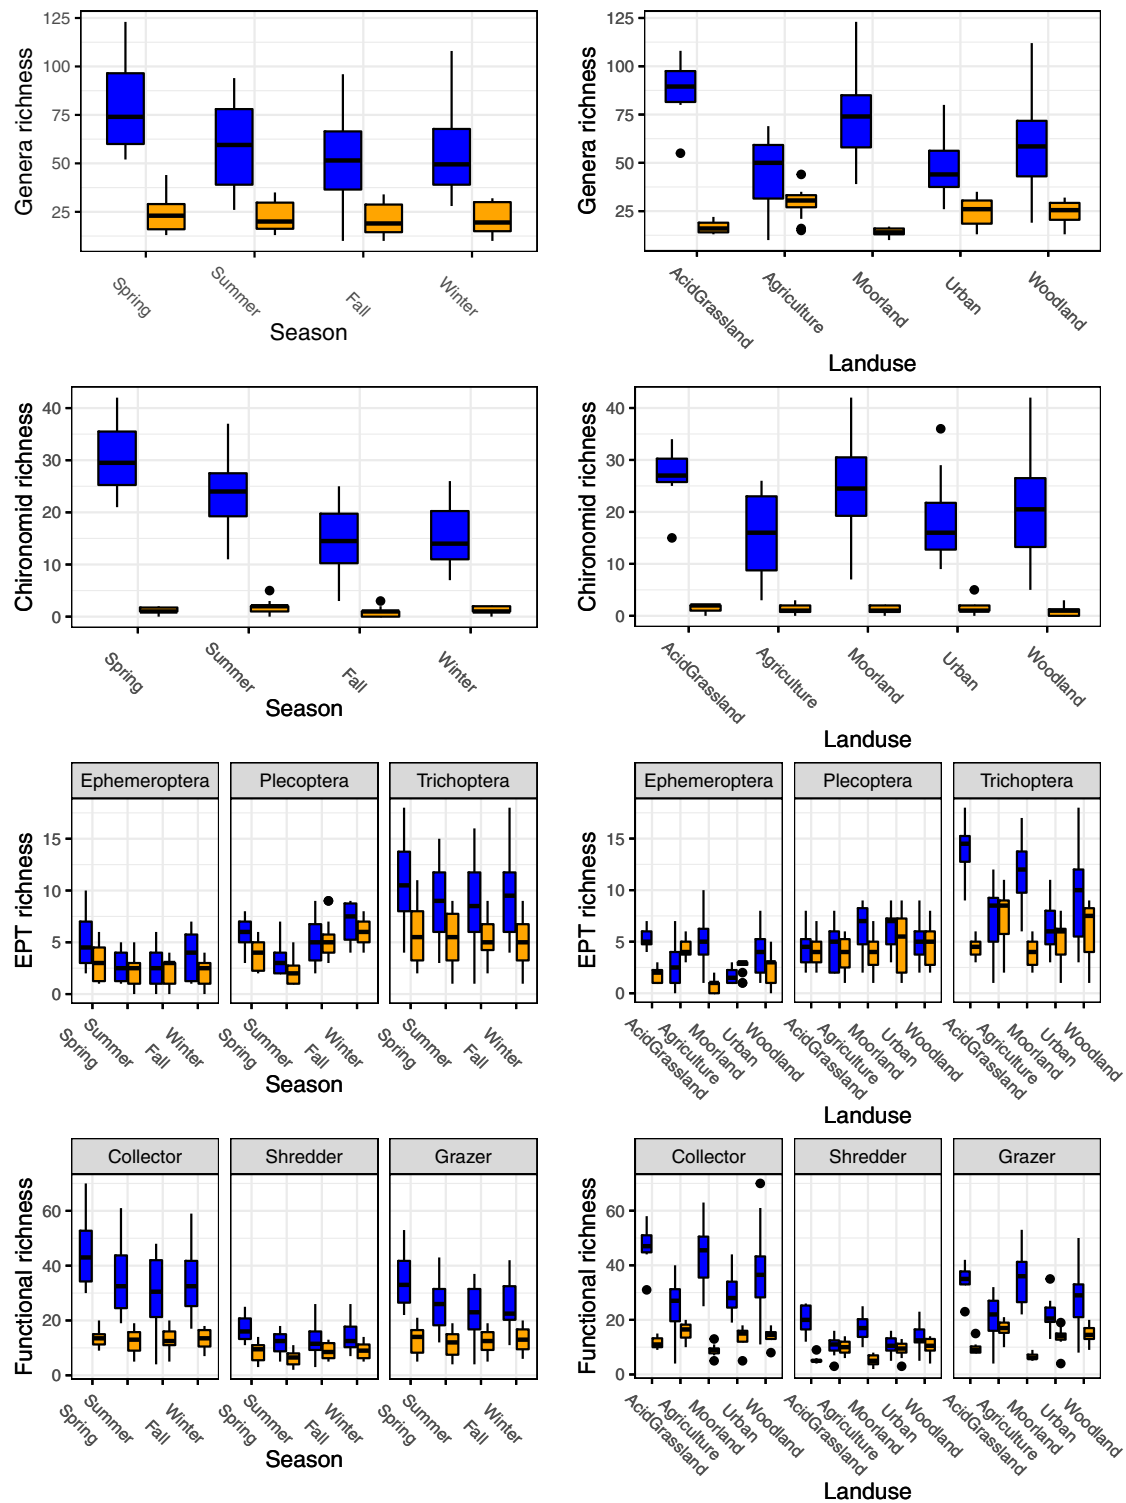 Genera richness
125
100
75
50
25
Spring
Summer
Fall
Winter
Season
Genera richness
125
100
75
50
25
AcidGrassland
Agriculture
Moorland
Urban
Woodland
Landuse
Chironomid richness
40
30
20
10
0
Spring
Summer
Fall
Winter
Season
Chironomid richness
40
30
20
10
0
AcidGrassland
Agriculture
Moorland
Urban
Woodland
Landuse
Ephemeroptera
Plecoptera
Trichoptera
EPT richness
15
10
5
0
Spring
Summer
Fall
Winter
Spring
Summer
Fall
Winter
Spring
Summer
Fall
Winter
Season
Ephemeroptera
Plecoptera
Trichoptera
EPT richness
15
10
5
0
AcidGrassland
Agriculture
Moorland
Urban
Woodland
AcidGrassland
Agriculture
Moorland
Urban
Woodland
AcidGrassland
Agriculture
Moorland
Urban
Woodland
Landuse
Collector
Shredder
Grazer
Functional richness
60
40
20
0
Spring
Summer
Fall
Winter
Spring
Summer
Fall
Winter
Spring
Summer
Fall
Winter
Season
Collector
Shredder
Grazer
Functional richness
60
40
20
0
AcidGrassland
Agriculture
Moorland
Urban
Woodland
AcidGrassland
Agriculture
Moorland
Urban
Woodland
AcidGrassland
Agriculture
Moorland
Urban
Woodland
Landuse